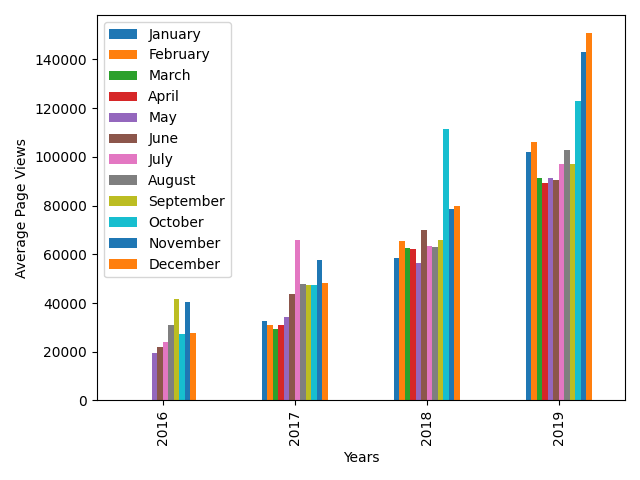 January
February
March
April
May
June
July
August
September
October
November
December
140000
120000
100000
80000
60000
40000
20000
0
Average Page Views
2016
2017
2018
2019
Years